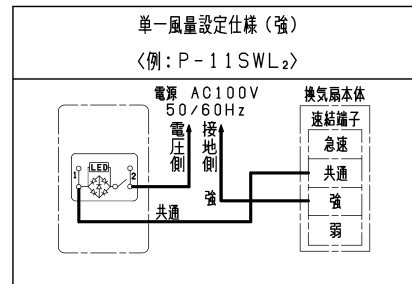 単一風量設定仕様（強）
〈例：P-11SWL₂〉
電源 AC100V
50/60Hz
電圧側
接地側
LED
1
2
共通
強
換気扇本体
速結端子
急速
共通
強
弱